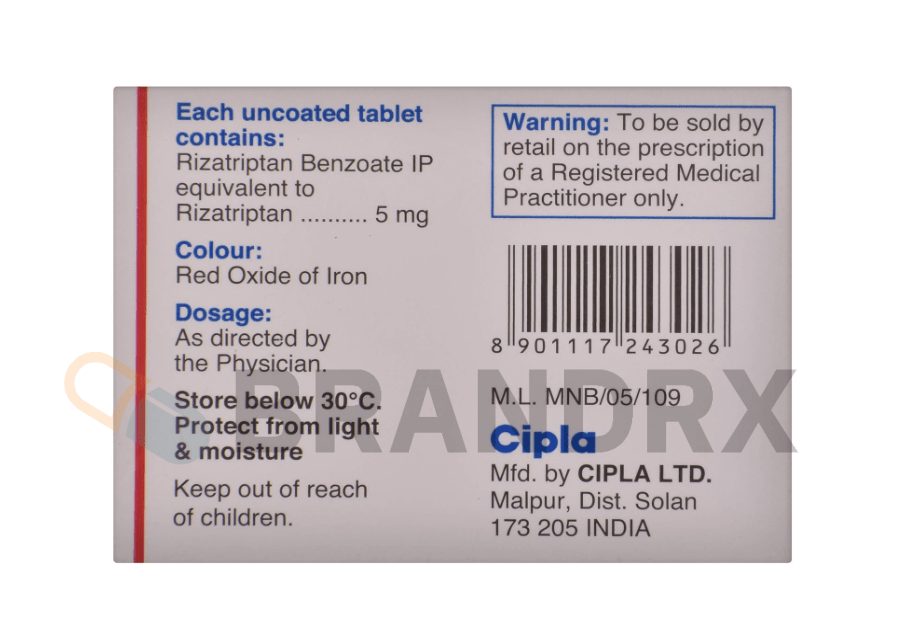 Each uncoated tablet
contains:
Rizatriptan Benzoate IP
equivalent to
Rizatriptan .......... 5 mg
Colour:
Red Oxide of Iron
Dosage:
As directed by
the Physician.
Store below 30°C.
Protect from light
& moisture
Keep out of reach
of children.
Warning: To be sold by
retail on the prescription
of a Registered Medical
Practitioner only.
8 901117 243026
M.L. MNB/05/109
Cipla
Mfd. by CIPLA LTD.
Malpur, Dist. Solan
173 205 INDIA
BRANDRX